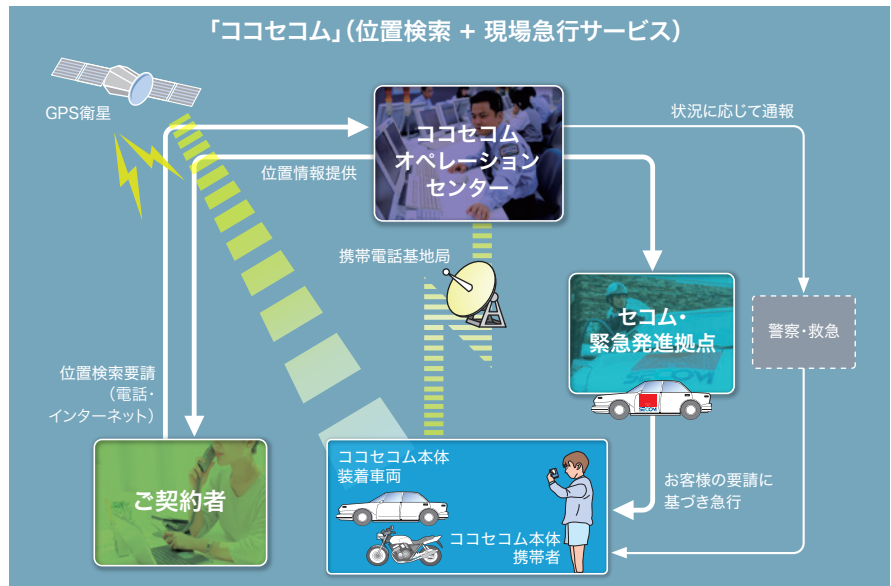 「ココセコム」（位置検索 + 現場急行サービス）
GPS衛星
ココセコム
オペレーション
センター
状況に応じて通報
位置情報提供
携帯電話基地局
セコム・
緊急発進拠点
SECOM
SECOM
警察・救急
位置検索要請
（電話・
インターネット）
ご契約者
ココセコム本体
装着車両
ココセコム本体
携帯者
お客様の要請に
基づき急行